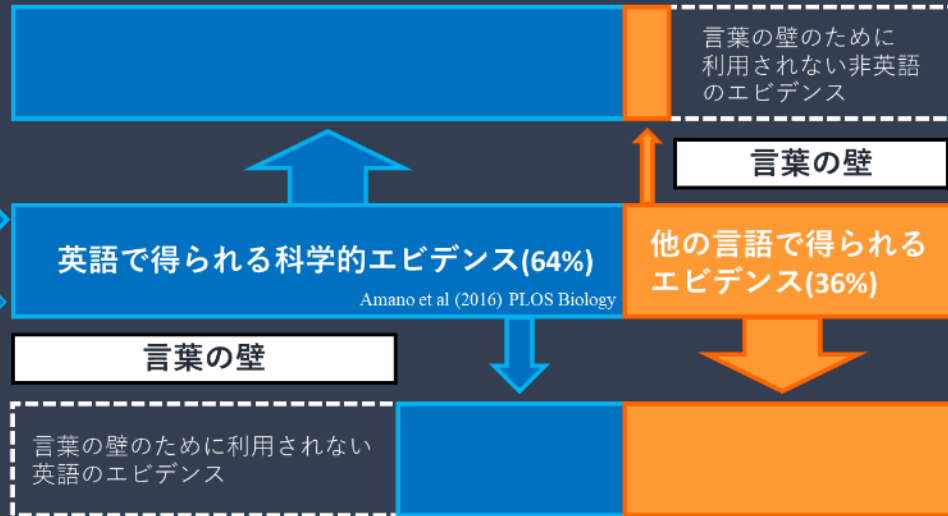 言葉の壁のために
利用されない非英語
のエビデンス
言葉の壁
英語で得られる科学的エビデンス(64%)
Amano et al (2016) PLOS Biology
他の言語で得られる
エビデンス(36%)
言葉の壁
言葉の壁のために利用されない
英語のエビデンス